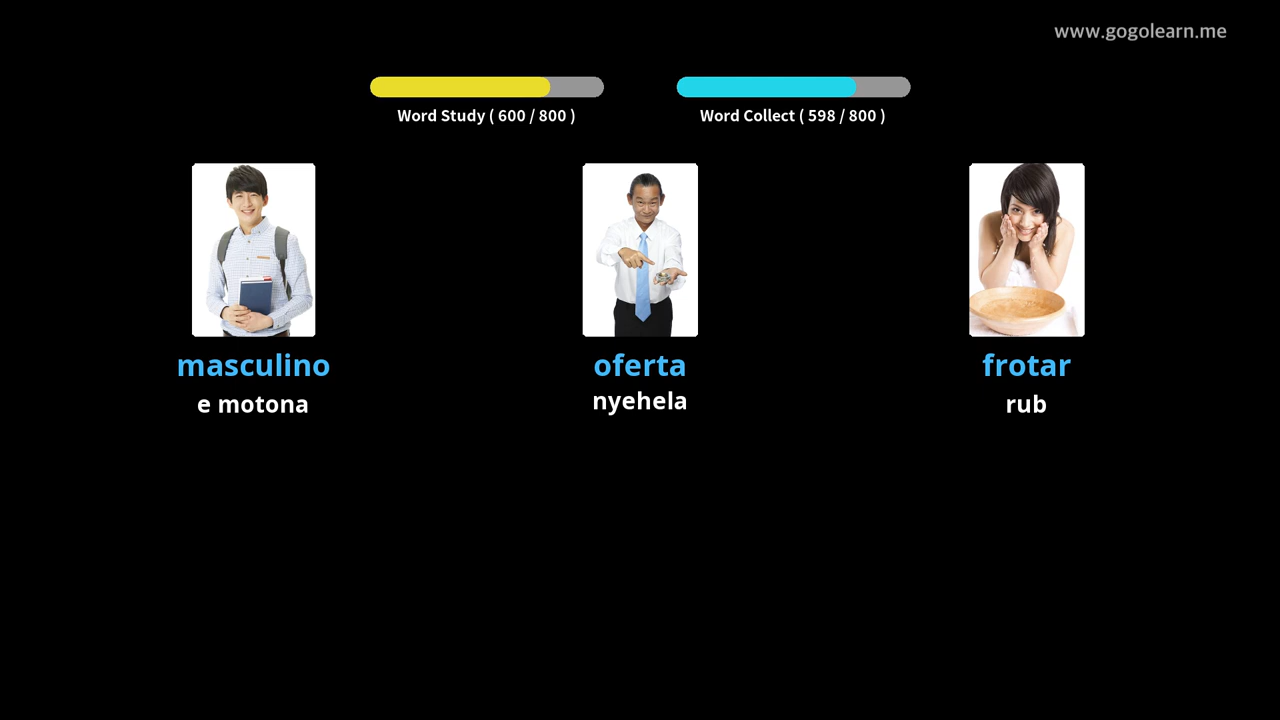 www.gogolearn.me
Word Study ( 600 / 800 )
Word Collect ( 598 / 800 )
masculino
e motona
oferta
nyehela
frotar
rub